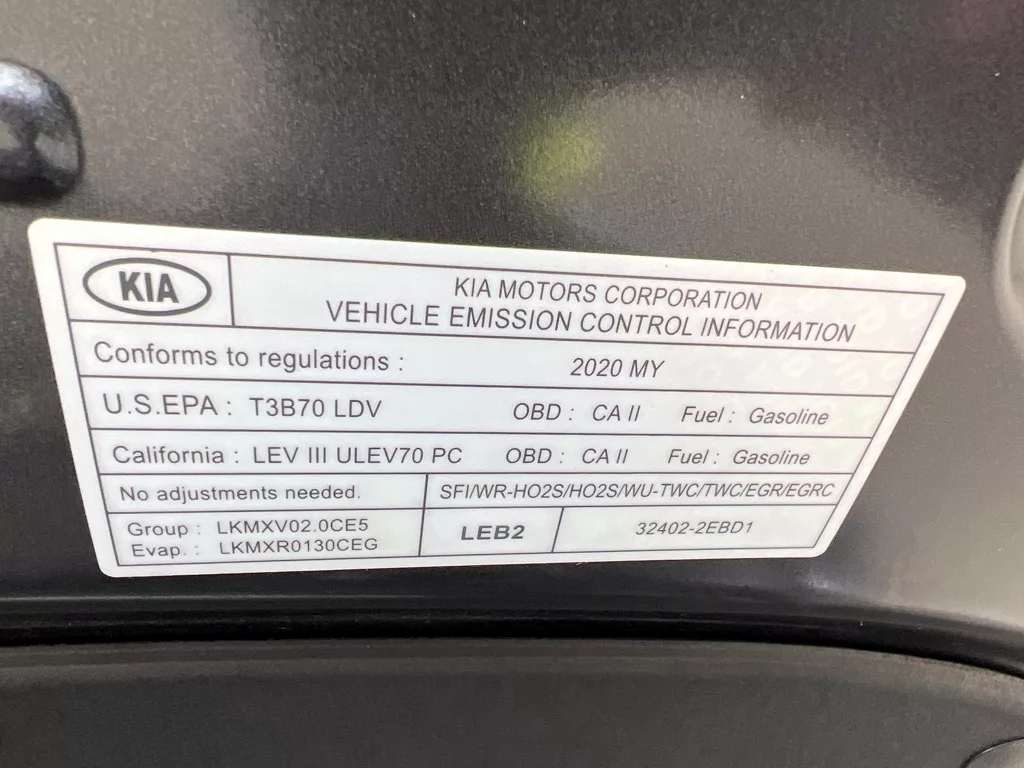 KIA
KIA MOTORS CORPORATION
VEHICLE EMISSION CONTROL INFORMATION
Conforms to regulations : 2020 MY
U.S.EPA : T3B70 LDV OBD : CA II Fuel : Gasoline
California : LEV III ULEV70 PC OBD : CA II Fuel : Gasoline
No adjustments needed. SFI/WR-HO2S/HO2S/WU-TWC/TWC/EGR/EGRC
Group : LKMXV02.0CE5
Evap. : LKMXR0130CEG
LEB2
32402-2EBD1